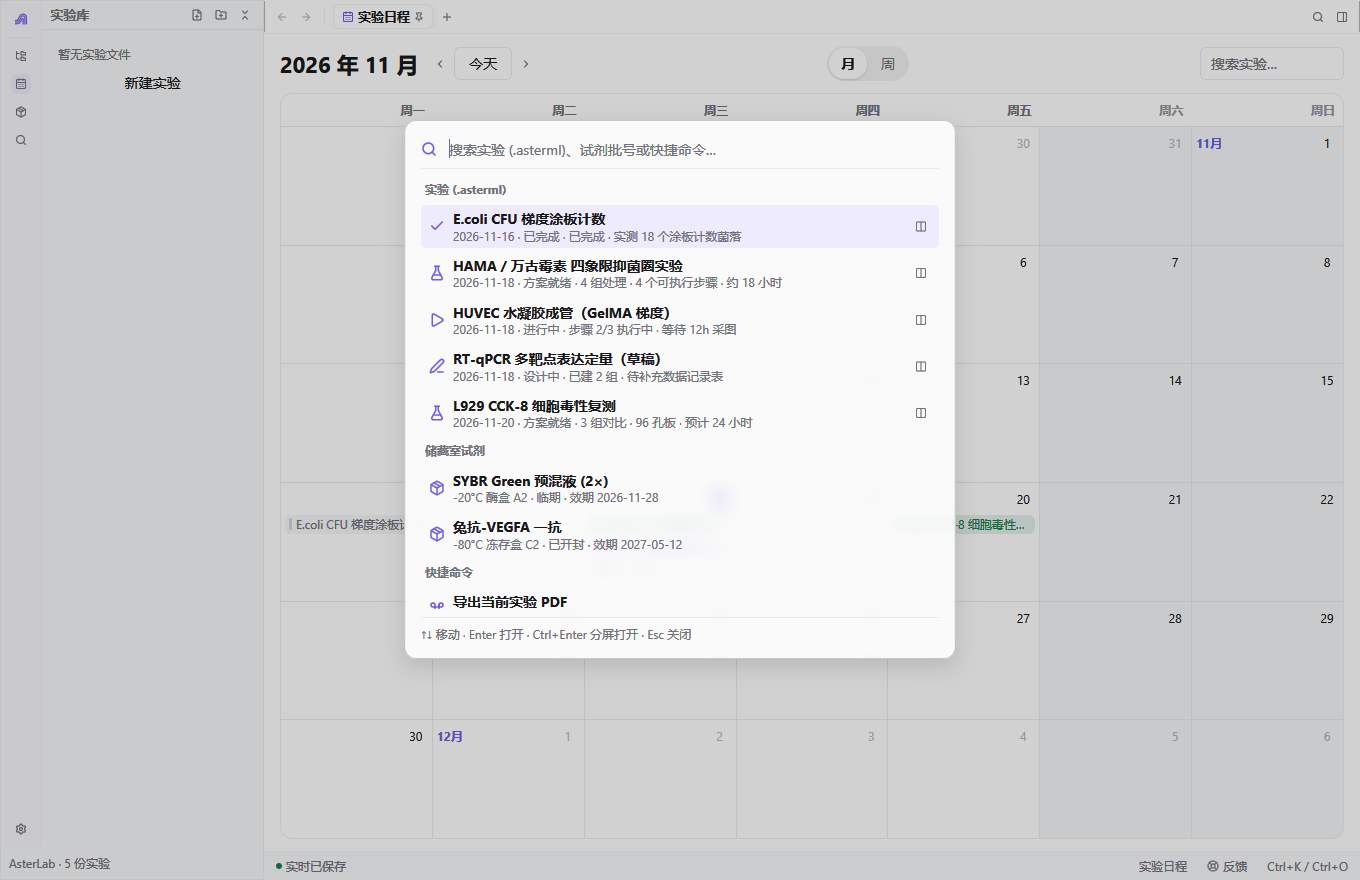 实验库
实验日程
暂无实验文件
新建实验
2026 年 11 月
今天
月
周
搜索实验...
周一
周二
周三
周四
周五
周六
周日
30
31
11月
1
搜索实验 (.asterml)、试剂批号或快捷命令...
实验 (.asterml)
E.coli CFU 梯度涂板计数
2026-11-16 · 已完成 · 已完成 · 实测 18 个涂板计数菌落
HAMA / 万古霉素 四象限抑菌圈实验
2026-11-18 · 方案就绪 · 4 组处理 · 4 个可执行步骤 · 约 18 小时
6
7
8
HUVEC 水凝胶成管（GelMA 梯度）
2026-11-18 · 进行中 · 步骤 2/3 执行中 · 等待 12h 采图
RT-qPCR 多靶点表达定量（草稿）
2026-11-18 · 设计中 · 已建 2 组 · 待补充数据记录表
13
14
15
L929 CCK-8 细胞毒性复测
2026-11-20 · 方案就绪 · 3 组对比 · 96 孔板 · 预计 24 小时
储藏室试剂
SYBR Green 预混液 (2×)
-20°C 酶盒 A2 · 临期 · 效期 2026-11-28
20
21
22
E.coli CFU 梯度涂板
-8 细胞毒性...
兔抗-VEGFA 一抗
-80°C 冻存盒 C2 · 已开封 · 效期 2027-05-12
快捷命令
导出当前实验 PDF
27
28
29
↑↓ 移动 · Enter 打开 · Ctrl+Enter 分屏打开 · Esc 关闭
30
12月
1
2
3
4
5
6
AsterLab · 5 份实验
实时已保存
实验日程
反馈
Ctrl+K / Ctrl+O